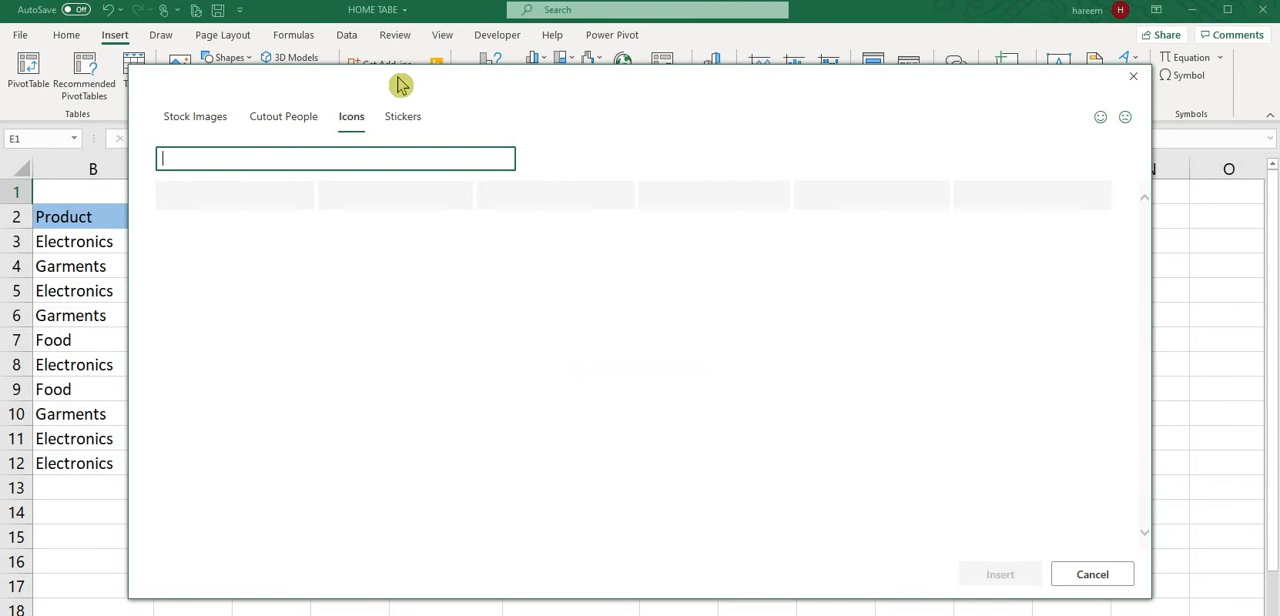 AutoSave Off HOME TABE Search hareem H
File Home Insert Draw Page Layout Formulas Data Review View Developer Help Power Pivot Share Comments
Shapes 3D Models Get Add-ins Equation
PivotTable Recommended PivotTables Symbol
Tables Symbols
E1
Stock Images Cutout People Icons Stickers
B N O
1
2 Product
3 Electronics
4 Garments
5 Electronics
6 Garments
7 Food
8 Electronics
9 Food
10 Garments
11 Electronics
12 Electronics
13
14
15
16
17
18
Insert Cancel